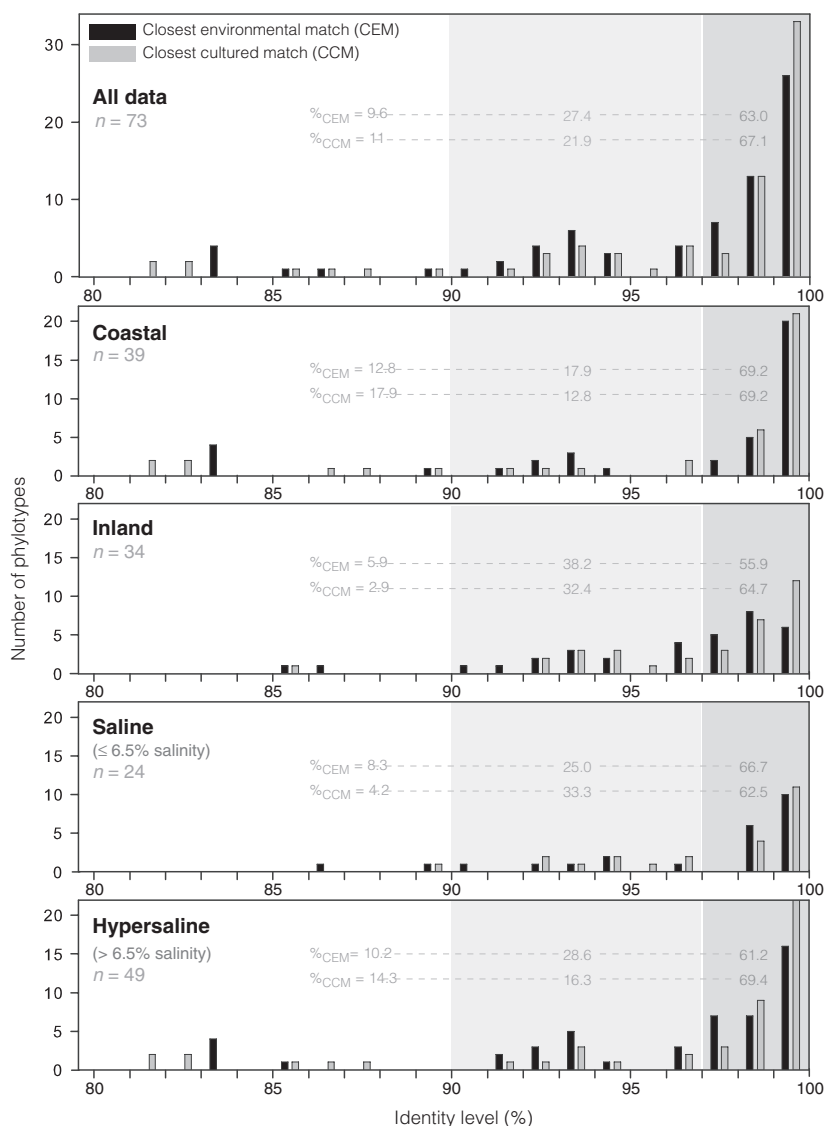 Closest environmental match (CEM)
Closest cultured match (CCM)
All data
n = 73
%CEM = 9.6 27.4 63.0
%CCM = 11 21.9 67.1
30
20
10
0
80 85 90 95 100
Coastal
n = 39
%CEM = 12.8 17.9 69.2
%CCM = 17.9 12.8 69.2
20
15
10
5
0
80 85 90 95 100
Inland
n = 34
%CEM = 5.9 38.2 55.9
%CCM = 2.9 32.4 64.7
20
15
10
5
0
80 85 90 95 100
Saline
(≤ 6.5% salinity)
n = 24
%CEM = 8.3 25.0 66.7
%CCM = 4.2 33.3 62.5
20
15
10
5
0
80 85 90 95 100
Hypersaline
(> 6.5% salinity)
n = 49
%CEM= 10.2 28.6 61.2
%CCM = 14.3 16.3 69.4
20
15
10
5
0
80 85 90 95 100
Number of phylotypes
Identity level (%)